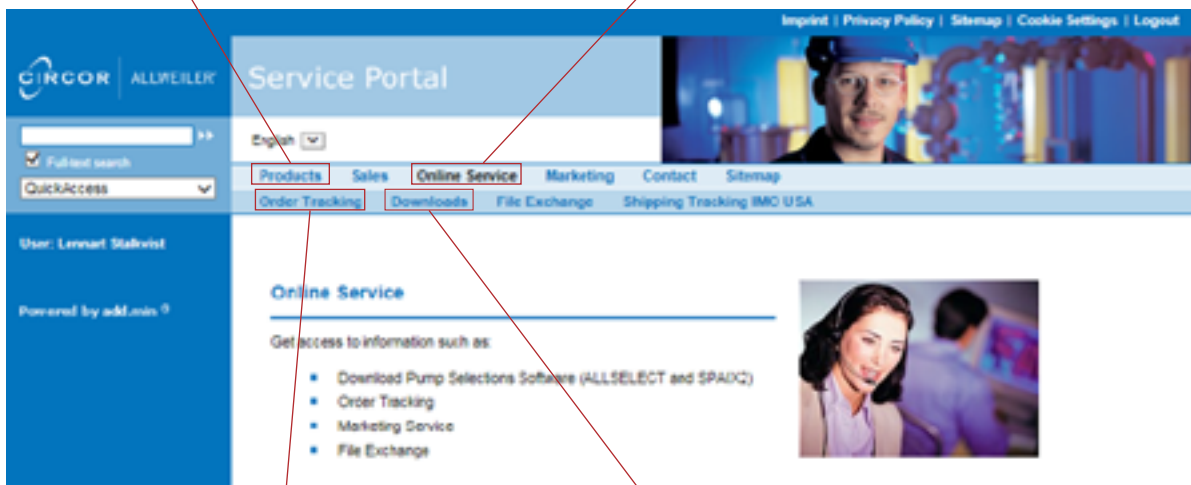 Imprint | Privacy Policy | Sitemap | Cookie Settings | Logout
CIRCOR ALLWEILER
Service Portal
English
Full-text search
QuickAccess
Products Sales Online Service Marketing Contact Sitemap
Order Tracking Downloads File Exchange Shipping Tracking IMO USA
User: Lennart Stalkvist
Powered by add.min ©
Online Service
Get access to information such as:
Download Pump Selections Software (ALLSELECT and SPAIX2)
Order Tracking
Marketing Service
File Exchange